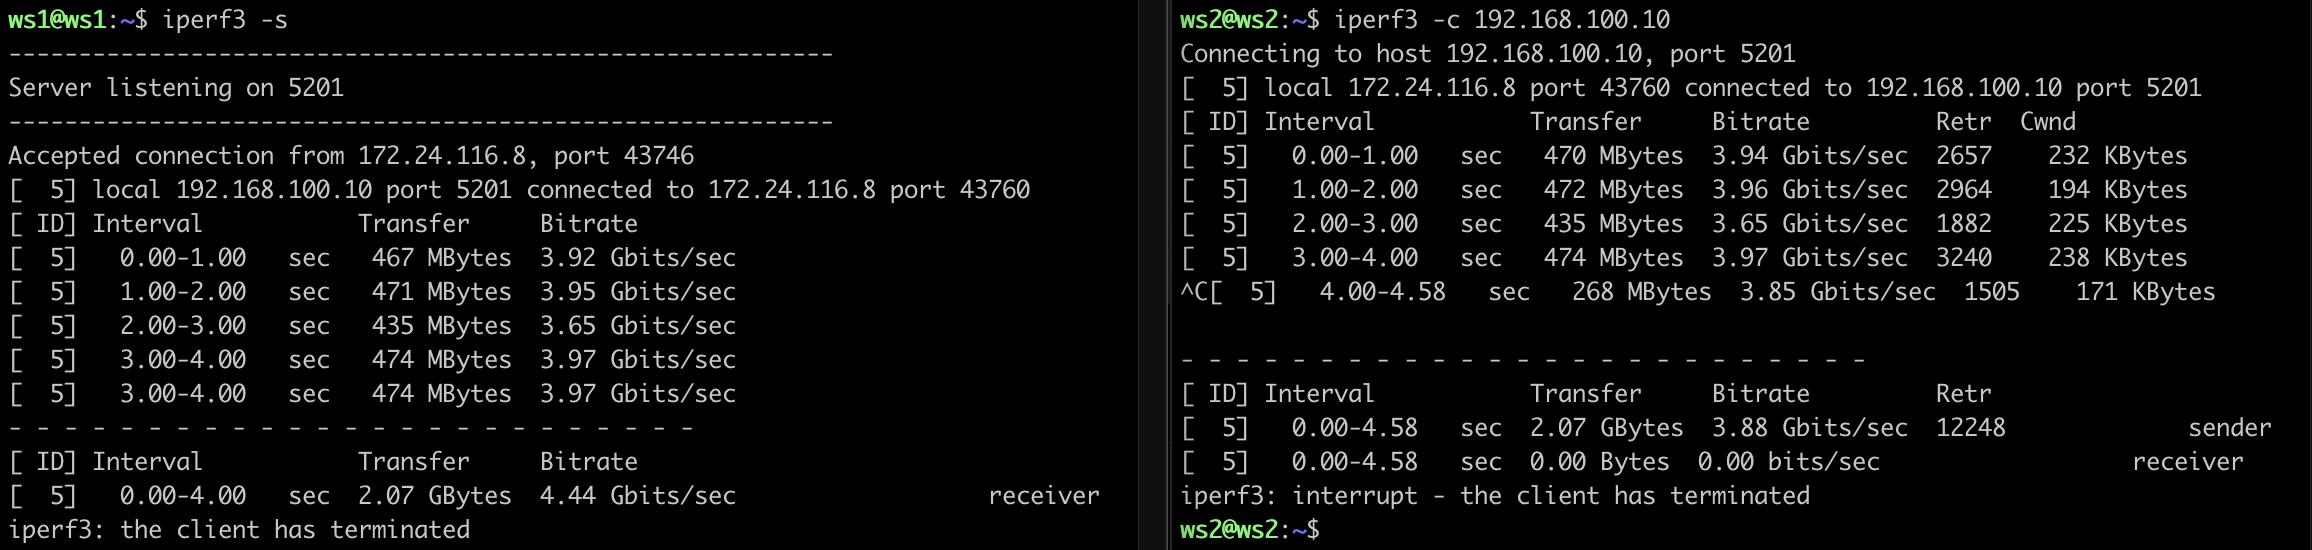 ws1@ws1:~$ iperf3 -s
-----------------------------------------------------------
Server listening on 5201
-----------------------------------------------------------
Accepted connection from 172.24.116.8, port 43746
[  5] local 192.168.100.10 port 5201 connected to 172.24.116.8 port 43760
[ ID] Interval           Transfer     Bitrate
[  5]   0.00-1.00   sec   467 MBytes  3.92 Gbits/sec
[  5]   1.00-2.00   sec   471 MBytes  3.95 Gbits/sec
[  5]   2.00-3.00   sec   435 MBytes  3.65 Gbits/sec
[  5]   3.00-4.00   sec   474 MBytes  3.97 Gbits/sec
[  5]   3.00-4.00   sec   474 MBytes  3.97 Gbits/sec
- - - - - - - - - - - - - - - - - - - - - - - - -
[ ID] Interval           Transfer     Bitrate
[  5]   0.00-4.00   sec  2.07 GBytes  4.44 Gbits/sec                  receiver
iperf3: the client has terminated
ws2@ws2:~$ iperf3 -c 192.168.100.10
Connecting to host 192.168.100.10, port 5201
[  5] local 172.24.116.8 port 43760 connected to 192.168.100.10 port 5201
[ ID] Interval           Transfer     Bitrate         Retr  Cwnd
[  5]   0.00-1.00   sec   470 MBytes  3.94 Gbits/sec  2657    232 KBytes
[  5]   1.00-2.00   sec   472 MBytes  3.96 Gbits/sec  2964    194 KBytes
[  5]   2.00-3.00   sec   435 MBytes  3.65 Gbits/sec  1882    225 KBytes
[  5]   3.00-4.00   sec   474 MBytes  3.97 Gbits/sec  3240    238 KBytes
^C[  5]   4.00-4.58   sec   268 MBytes  3.85 Gbits/sec  1505    171 KBytes
- - - - - - - - - - - - - - - - - - - - - - - - -
[ ID] Interval           Transfer     Bitrate         Retr
[  5]   0.00-4.58   sec  2.07 GBytes  3.88 Gbits/sec  12248             sender
[  5]   0.00-4.58   sec  0.00 Bytes  0.00 bits/sec                  receiver
iperf3: interrupt - the client has terminated
ws2@ws2:~$